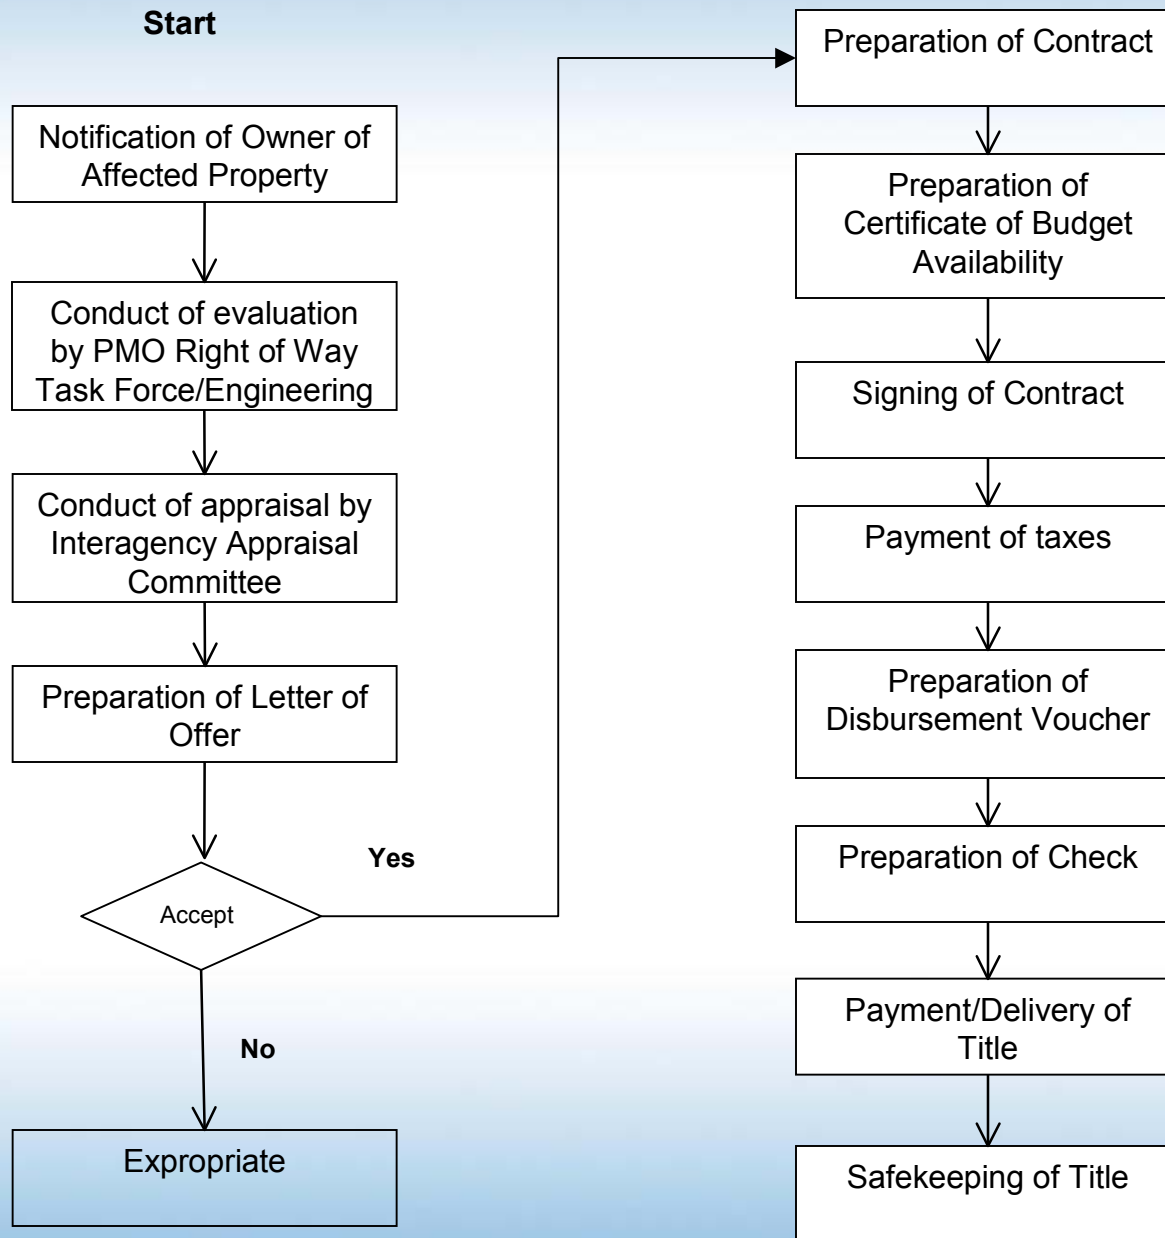 Start
Notification of Owner of
Affected Property
Conduct of evaluation
by PMO Right of Way
Task Force/Engineering
Conduct of appraisal by
Interagency Appraisal
Committee
Preparation of Letter of
Offer
Accept
Yes
No
Expropriate
Preparation of Contract
Preparation of
Certificate of Budget
Availability
Signing of Contract
Payment of taxes
Preparation of
Disbursement Voucher
Preparation of Check
Payment/Delivery of
Title
Safekeeping of Title